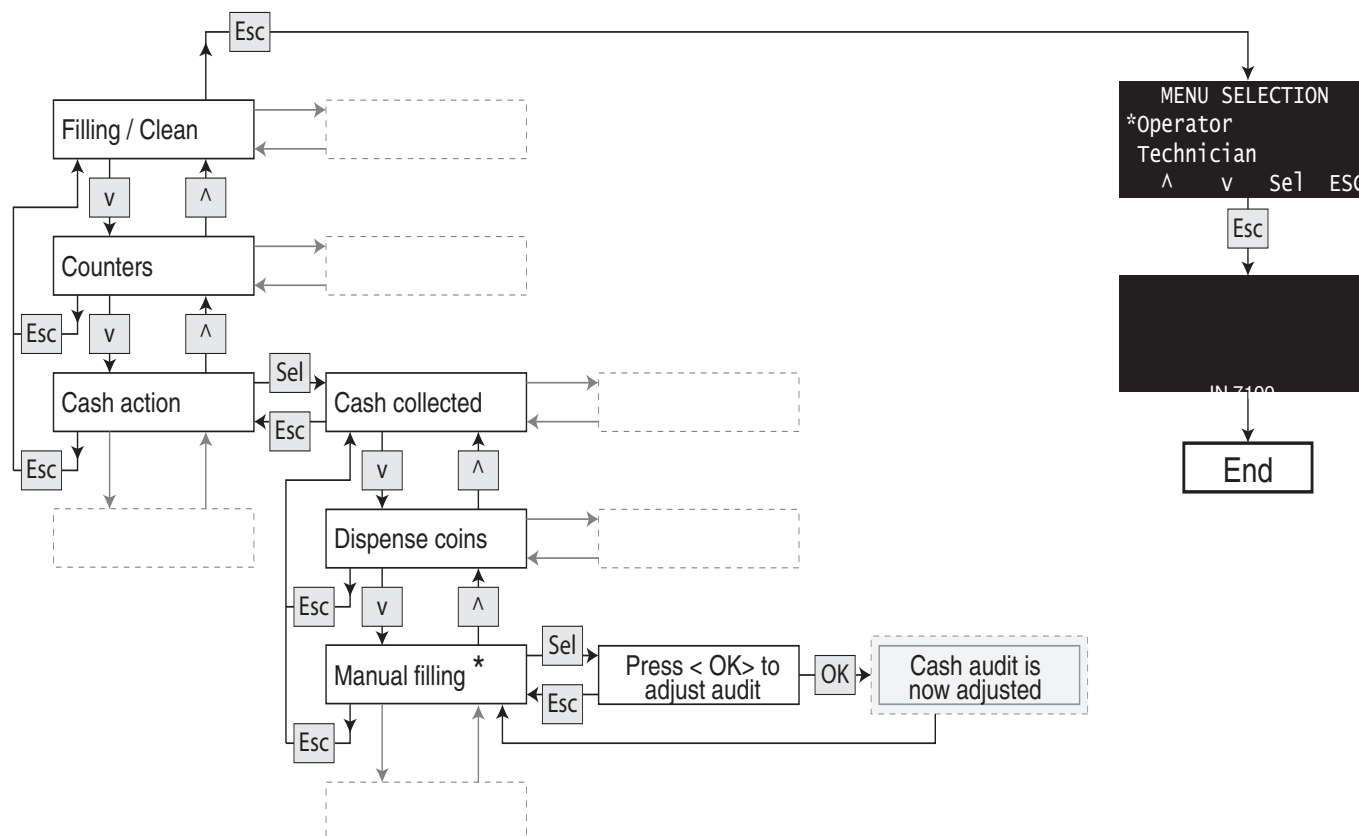 Esc
MENU SELECTION
*Operator
Technician
^ v Sel ESC
Filling / Clean
v ^
Esc
Counters
Esc v ^
Sel
Cash action
Cash collected
Esc
Esc
v ^
End
Dispense coins
Esc v ^
Sel
Manual filling *
Press < OK> to
adjust audit
OK
Cash audit is
now adjusted
Esc
Esc